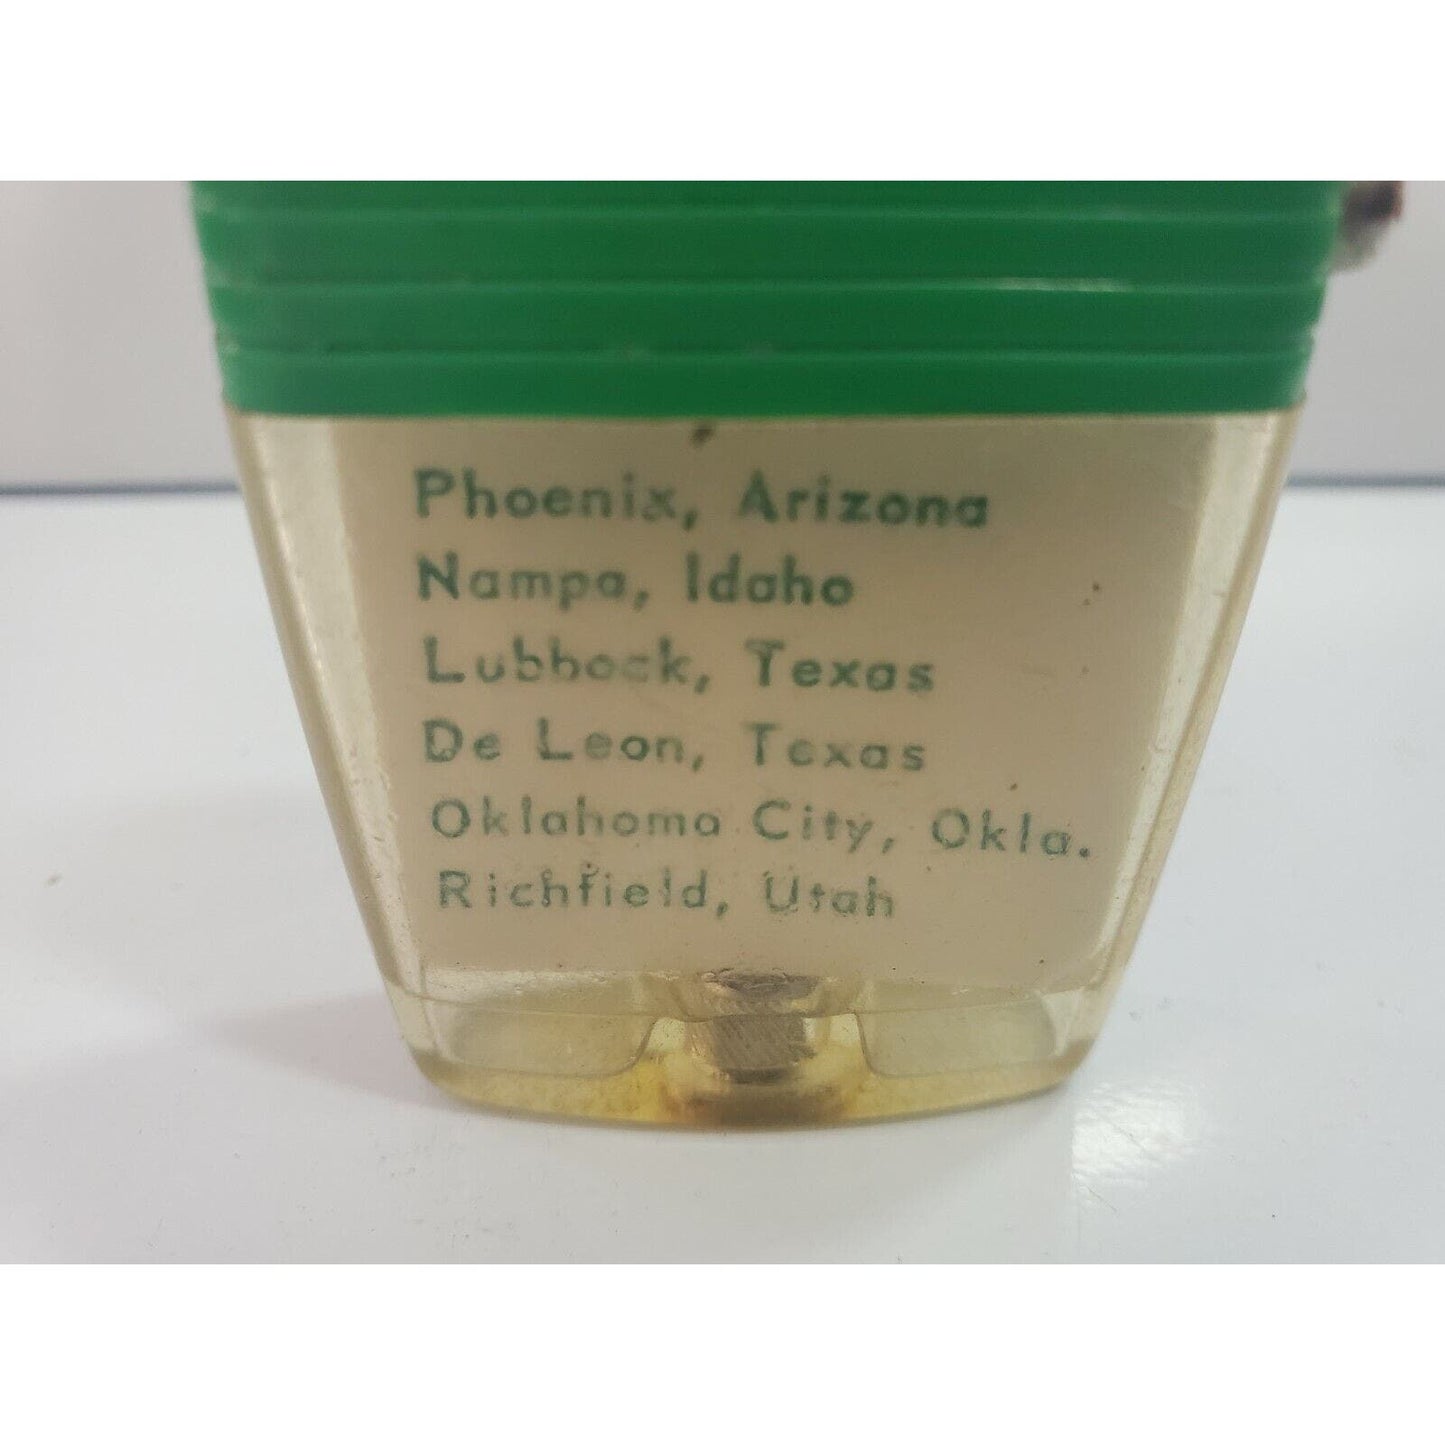 Phoenix, Arizona
Nampa, Idaho
Lubbock, Texas
De Leon, Texas
Oklahoma City, Okla.
Richfield, Utah